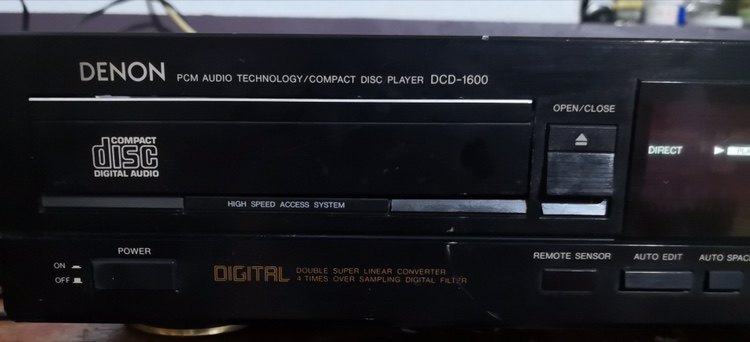 DENON PCM AUDIO TECHNOLOGY/COMPACT DISC PLAYER DCD-1600
OPEN/CLOSE
COMPACT
disc
DIGITAL AUDIO
DIRECT
HIGH SPEED ACCESS SYSTEM
POWER
ON
OFF
DIGITAL
DOUBLE SUPER LINEAR CONVERTER
4 TIMES OVER SAMPLING DIGITAL FILTER
REMOTE SENSOR
AUTO EDIT
AUTO SPAC